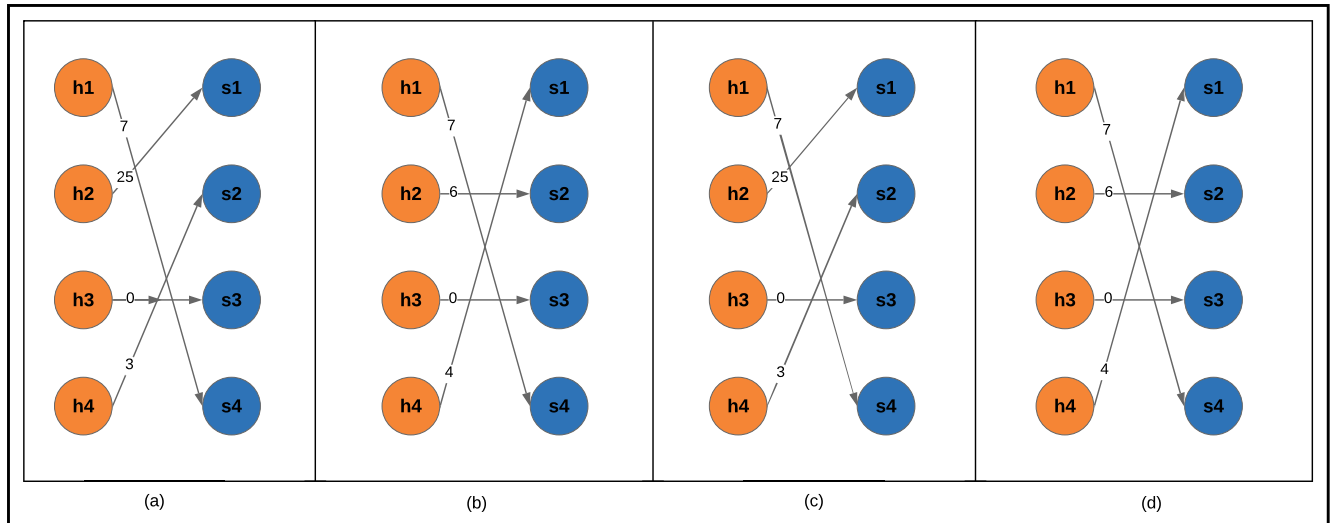 h1 s1 h1 s1 h1 s1 h1 s1
7 7 7 7
25 25
h2 s2 h2 6 s2 h2 s2 h2 6 s2
h3 0 s3 h3 0 s3 h3 0 s3 h3 0 s3
3 4 3 4
h4 s4 h4 s4 h4 s4 h4 s4
(a) (b) (c) (d)